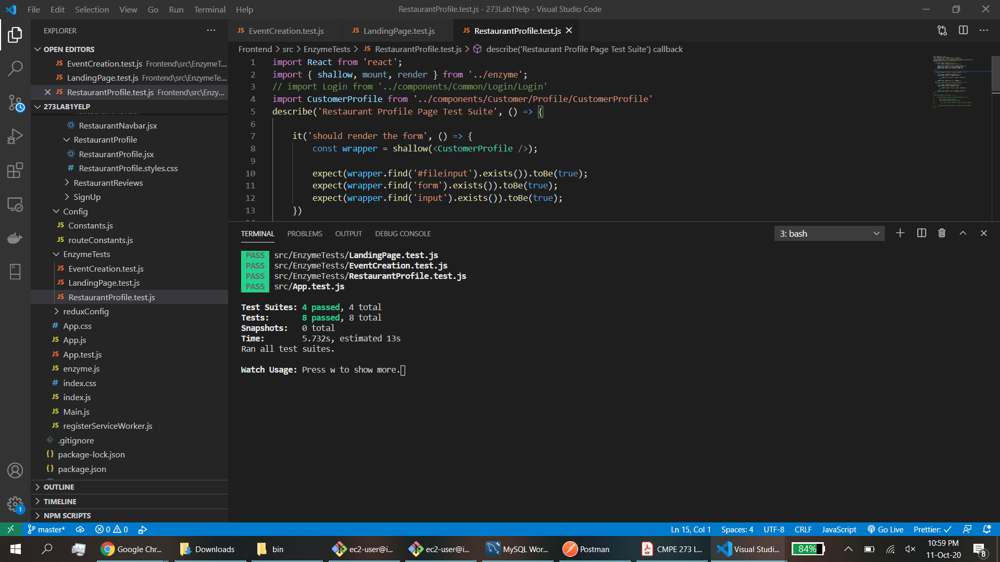 File Edit Selection View Go Run Terminal Help
RestaurantProfile.test.js - 273Lab1Yelp - Visual Studio Code
EXPLORER
OPEN EDITORS
JS EventCreation.test.js Frontend\src\EnzymeT...
JS LandingPage.test.js Frontend\src\EnzymeTe...
JS RestaurantProfile.test.js Frontend\src\Enzy...
273LAB1YELP
RestaurantNavbar.jsx
RestaurantProfile
RestaurantProfile.jsx
# RestaurantProfile.styles.css
RestaurantReviews
SignUp
Config
JS Constants.js
JS routeConstants.js
EnzymeTests
JS EventCreation.test.js
JS LandingPage.test.js
JS RestaurantProfile.test.js
reduxConfig
# App.css
JS App.js
JS App.test.js
JS enzyme.js
# index.css
JS index.js
JS Main.js
JS registerServiceWorker.js
.gitignore
{} package-lock.json
{} package.json
OUTLINE
TIMELINE
NPM SCRIPTS
1
JS EventCreation.test.js
JS LandingPage.test.js
JS RestaurantProfile.test.js
Frontend > src > EnzymeTests > JS RestaurantProfile.test.js > describe('Restaurant Profile Page Test Suite') callback
1 import React from 'react';
2 import { shallow, mount, render } from '../enzyme';
3 // import Login from '../components/Common/Login/Login'
4 import CustomerProfile from '../components/Customer/Profile/CustomerProfile'
5 describe('Restaurant Profile Page Test Suite', () => {
6
7 it('should render the form', () => {
8 const wrapper = shallow(<CustomerProfile />);
9
10 expect(wrapper.find('#fileinput').exists()).toBe(true);
11 expect(wrapper.find('form').exists()).toBe(true);
12 expect(wrapper.find('input').exists()).toBe(true);
13 })
TERMINAL PROBLEMS OUTPUT DEBUG CONSOLE
3: bash
PASS src/EnzymeTests/LandingPage.test.js
PASS src/EnzymeTests/EventCreation.test.js
PASS src/EnzymeTests/RestaurantProfile.test.js
PASS src/App.test.js
Test Suites: 4 passed, 4 total
Tests: 8 passed, 8 total
Snapshots: 0 total
Time: 5.732s, estimated 13s
Ran all test suites.
Watch Usage: Press w to show more.
master* 0 0
Ln 15, Col 1 Spaces: 4 UTF-8 CRLF JavaScript Go Live Prettier: ✓
Google Chr... Downloads bin ec2-user@i... ec2-user@i... MySQL Wor... Postman CMPE 273 L... Visual Studi... 84%
10:59 PM
11-Oct-20
8